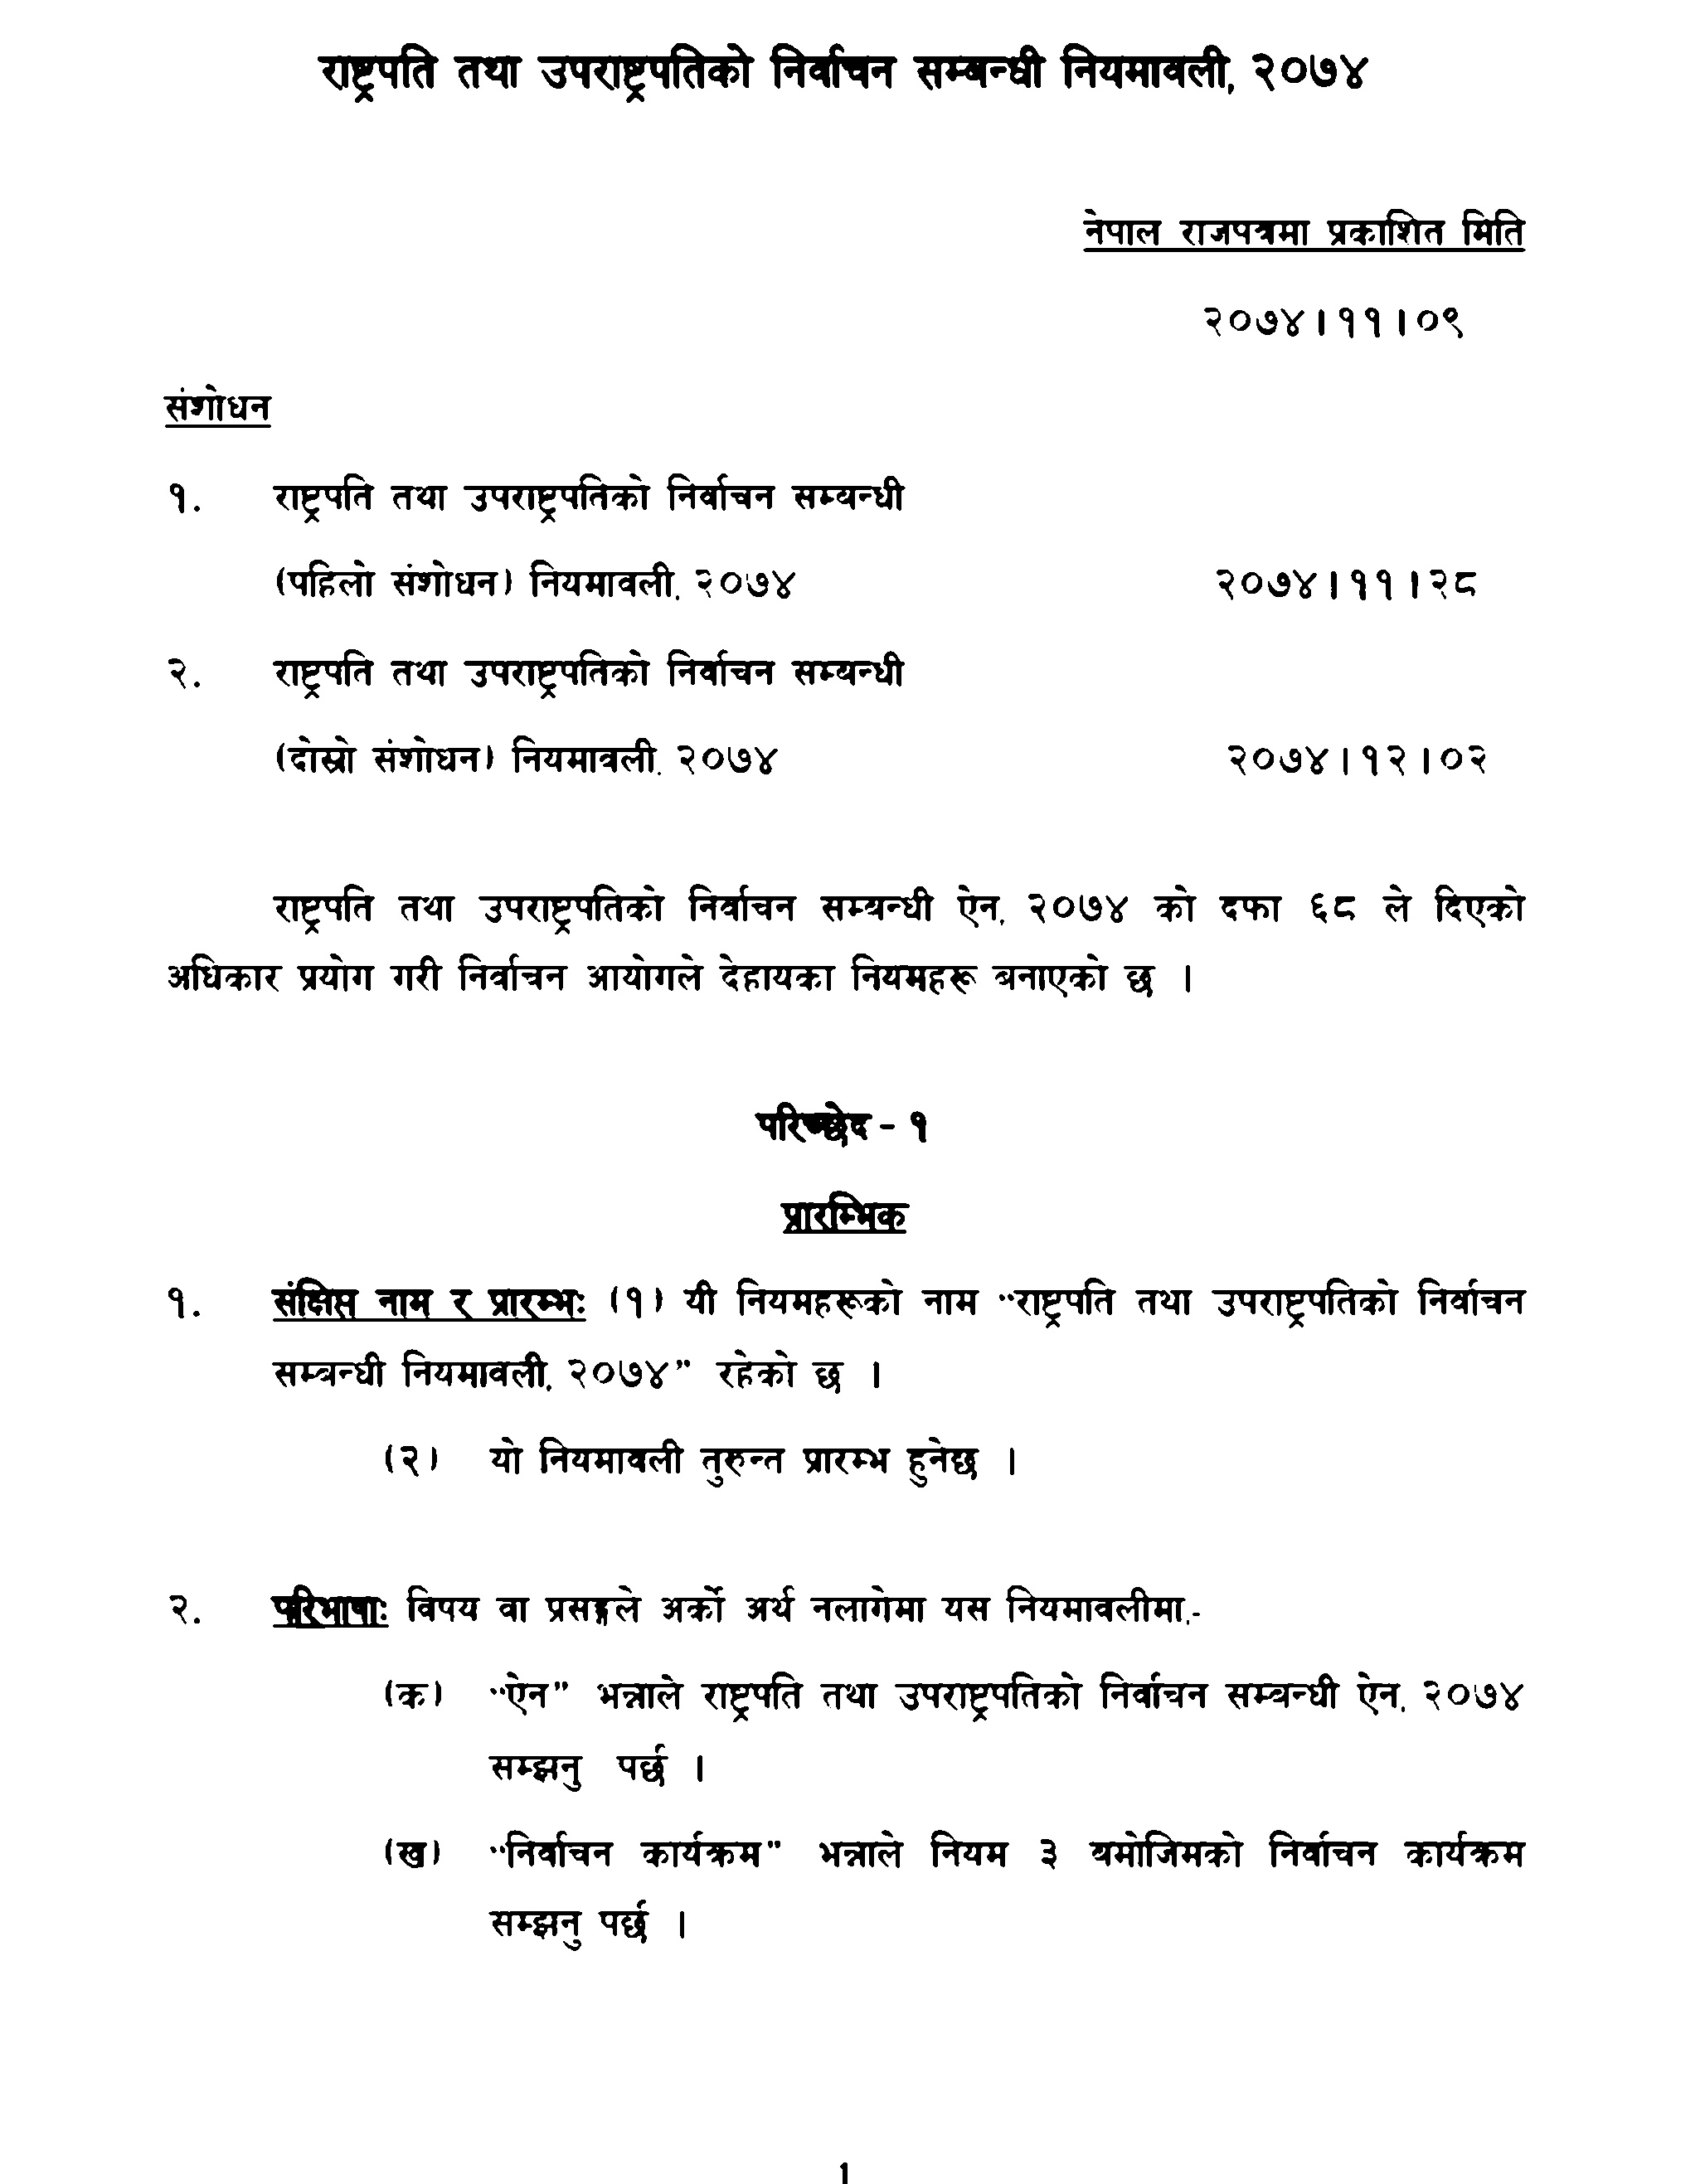 राष्ट्रपति तथा उपराष्ट्रपतिको निर्वाचन सम्बन्धी नियमावली, २०७४
नेपाल राजपत्रमा प्रकाशित मिति
२०७४।११।०९
संशोधन
१. राष्ट्रपति तथा उपराष्ट्रपतिको निर्वाचन सम्बन्धी
(पहिलो संशोधन) नियमावली, २०७४ २०७४।११।२८
२. राष्ट्रपति तथा उपराष्ट्रपतिको निर्वाचन सम्बन्धी
(दोस्रो संशोधन) नियमावली, २०७४ २०७४।१२।०२
राष्ट्रपति तथा उपराष्ट्रपतिको निर्वाचन सम्बन्धी ऐन, २०७४ को दफा ६८ ले दिएको
अधिकार प्रयोग गरी निर्वाचन आयोगले देहायका नियमहरू बनाएको छ ।
परिच्छेद - १
प्रारम्भिक
१. संक्षिप्त नाम र प्रारम्भः (१) यी नियमहरूको नाम “राष्ट्रपति तथा उपराष्ट्रपतिको निर्वाचन
सम्बन्धी नियमावली, २०७४” रहेको छ ।
(२) यो नियमावली तुरुन्त प्रारम्भ हुनेछ ।
२. परिभाषाः विषय वा प्रसङ्गले अर्को अर्थ नलागेमा यस नियमावलीमा,-
(क) “ऐन” भन्नाले राष्ट्रपति तथा उपराष्ट्रपतिको निर्वाचन सम्बन्धी ऐन, २०७४
सम्झनु पर्छ ।
(ख) “निर्वाचन कार्यक्रम” भन्नाले नियम ३ बमोजिमको निर्वाचन कार्यक्रम
सम्झनु पर्छ ।
1